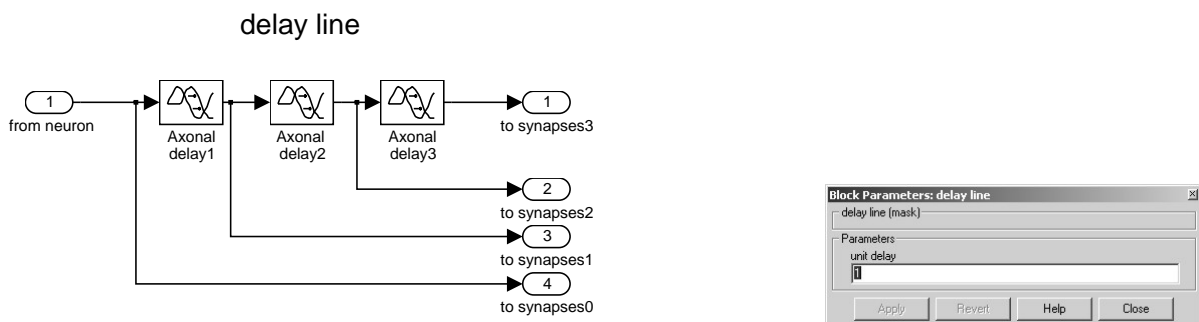 delay line
1
from neuron
Axonal
delay1
Axonal
delay2
Axonal
delay3
1
to synapses3
2
to synapses2
3
to synapses1
4
to synapses0
Block Parameters: delay line
delay line (mask)
Parameters
unit delay
1
Apply Revert Help Close